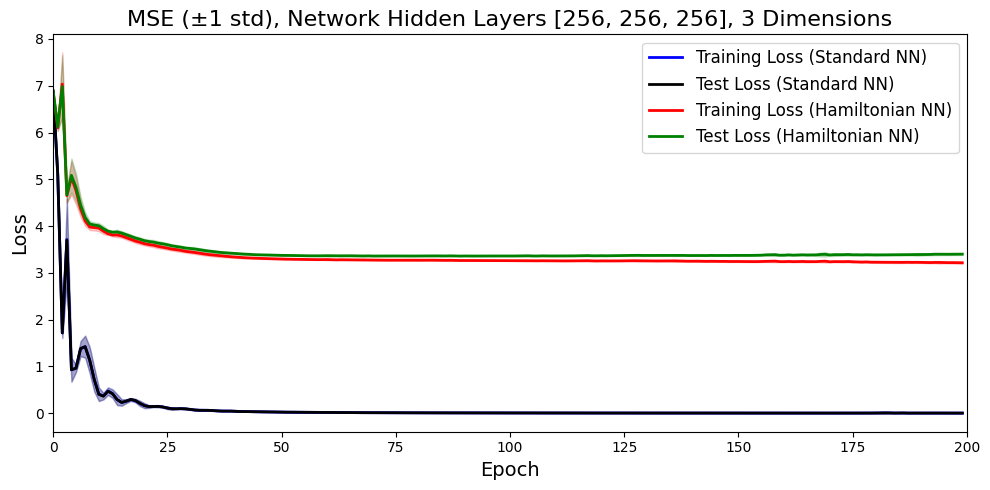 MSE (±1 std), Network Hidden Layers [256, 256, 256], 3 Dimensions
Loss
8
7
6
5
4
3
2
1
0
Training Loss (Standard NN)
Test Loss (Standard NN)
Training Loss (Hamiltonian NN)
Test Loss (Hamiltonian NN)
0 25 50 75 100 125 150 175 200
Epoch